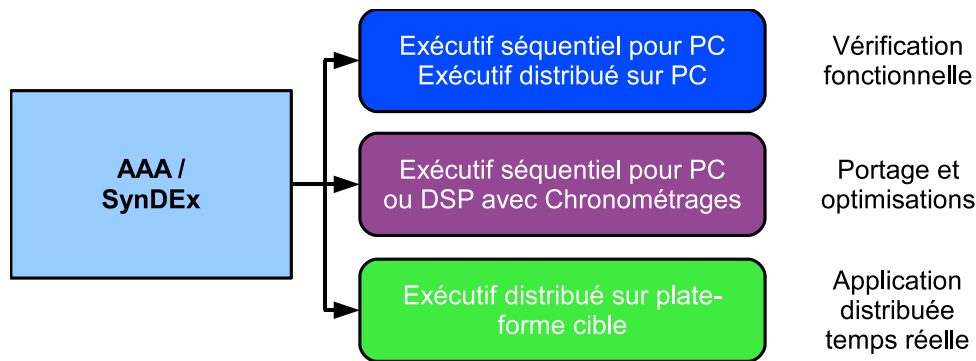 AAA /
SynDEx
Exécutif séquentiel pour PC
Exécutif distribué sur PC
Vérification
fonctionnelle
Exécutif séquentiel pour PC
ou DSP avec Chronométrages
Portage et
optimisations
Exécutif distribué sur plate-
forme cible
Application
distribuée
temps réelle